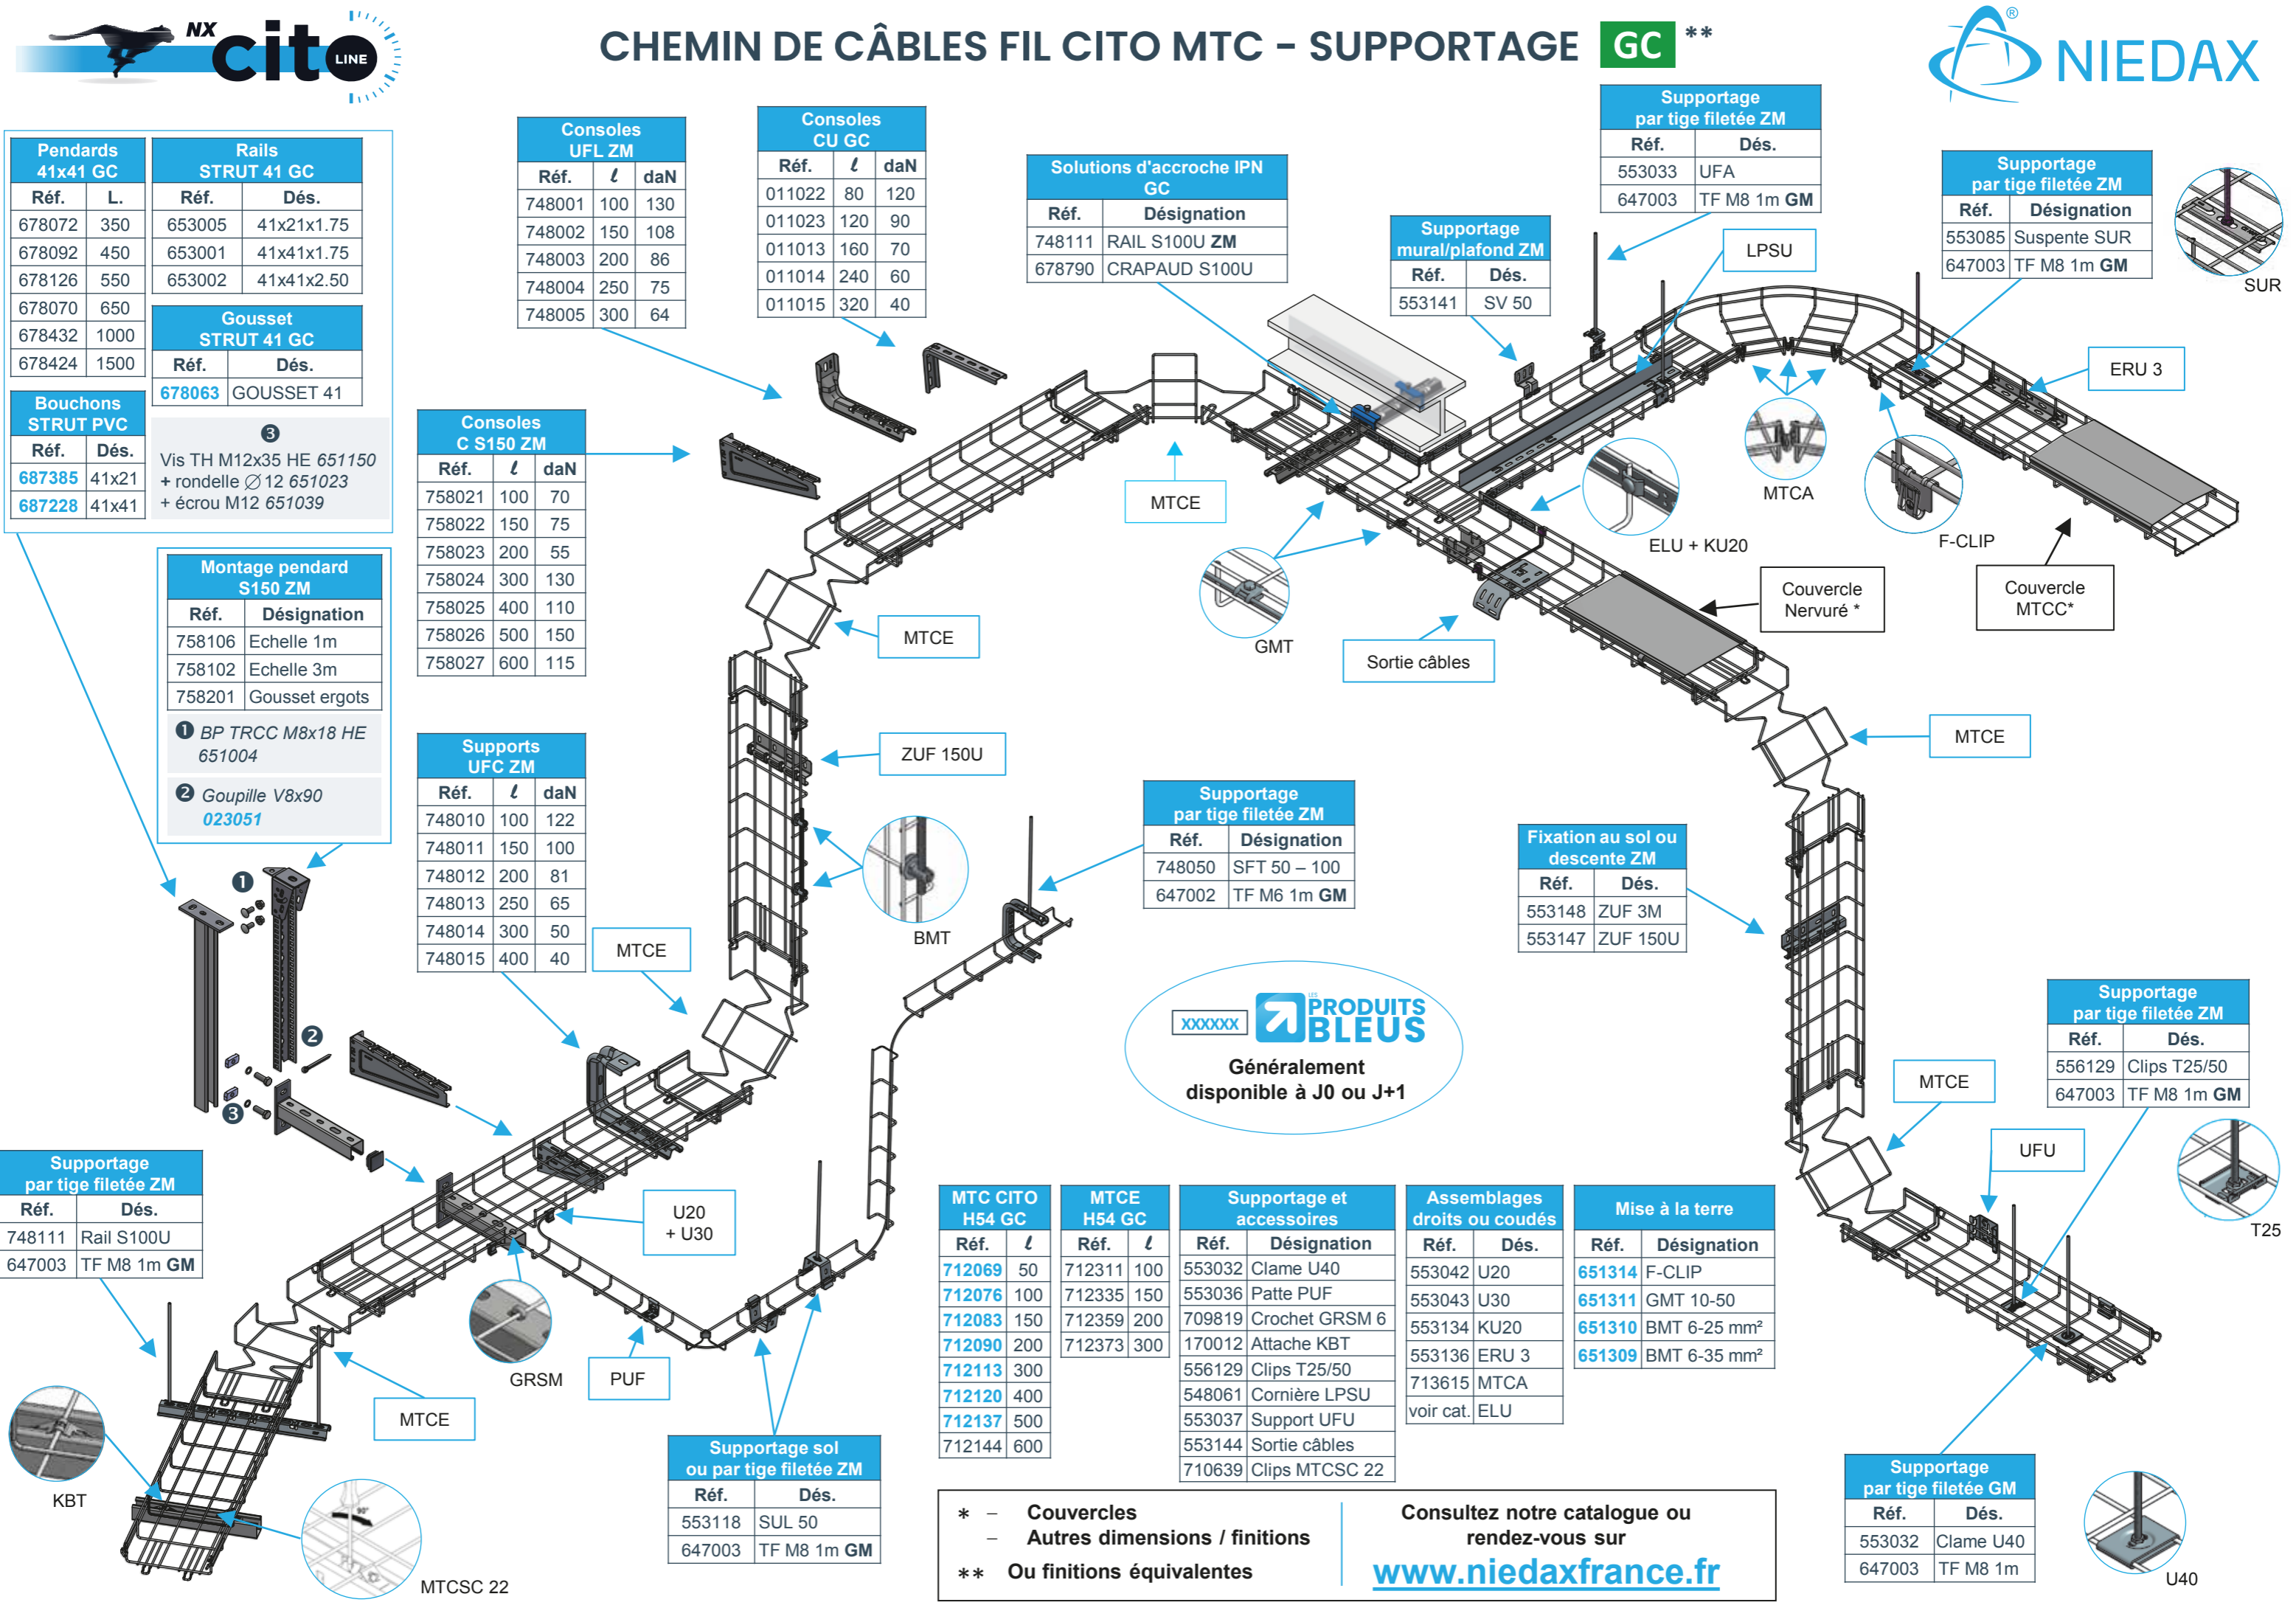 NX
cito
LINE
CHEMIN DE CÂBLES FIL CITO MTC – SUPPORTAGE GC **
NIEDAX
®
Pendards
41x41 GC
Réf. L.
678072 350
678092 450
678126 550
678070 650
678432 1000
678424 1500
Rails
STRUT 41 GC
Réf. Dés.
653005 41x21x1.75
653001 41x41x1.75
653002 41x41x2.50
Gousset
STRUT 41 GC
Réf. Dés.
678063 GOUSSET 41
Bouchons
STRUT PVC
Réf. Dés.
687385 41x21
687228 41x41
❸
Vis TH M12x35 HE 651150
+ rondelle ∅ 12 651023
+ écrou M12 651039
Montage pendard
S150 ZM
Réf. Désignation
758106 Echelle 1m
758102 Echelle 3m
758201 Gousset ergots
❶ BP TRCC M8x18 HE
651004
❷ Goupille V8x90
023051
Consoles
UFL ZM
Réf. ℓ daN
748001 100 130
748002 150 108
748003 200 86
748004 250 75
748005 300 64
Consoles
CU GC
Réf. ℓ daN
011022 80 120
011023 120 90
011013 160 70
011014 240 60
011015 320 40
Consoles
C S150 ZM
Réf. ℓ daN
758021 100 70
758022 150 75
758023 200 55
758024 300 130
758025 400 110
758026 500 150
758027 600 115
Supports
UFC ZM
Réf. ℓ daN
748010 100 122
748011 150 100
748012 200 81
748013 250 65
748014 300 50
748015 400 40
Solutions d'accroche IPN
GC
Réf. Désignation
748111 RAIL S100U ZM
678790 CRAPAUD S100U
Supportage
mural/plafond ZM
Réf. Dés.
553141 SV 50
Supportage
par tige filetée ZM
Réf. Dés.
553033 UFA
647003 TF M8 1m GM
LPSU
Supportage
par tige filetée ZM
Réf. Désignation
553085 Suspente SUR
647003 TF M8 1m GM
SUR
ERU 3
MTCA
F-CLIP
MTCE
ELU + KU20
GMT
Sortie câbles
Couvercle
Nervuré *
Couvercle
MTCC*
MTCE
MTCE
ZUF 150U
BMT
MTCE
Supportage
par tige filetée ZM
Réf. Désignation
748050 SFT 50 – 100
647002 TF M6 1m GM
Fixation au sol ou
descente ZM
Réf. Dés.
553148 ZUF 3M
553147 ZUF 150U
xxxxxx LES PRODUITS
BLEUS
Généralement
disponible à J0 ou J+1
Supportage
par tige filetée ZM
Réf. Dés.
556129 Clips T25/50
647003 TF M8 1m GM
T25
MTCE
UFU
❶
❷
❸
Supportage
par tige filetée ZM
Réf. Dés.
748111 Rail S100U
647003 TF M8 1m GM
U20
+ U30
GRSM
PUF
MTCE
KBT
90°
MTCSC 22
Supportage sol
ou par tige filetée ZM
Réf. Dés.
553118 SUL 50
647003 TF M8 1m GM
MTC CITO
H54 GC
Réf. ℓ
712069 50
712076 100
712083 150
712090 200
712113 300
712120 400
712137 500
712144 600
MTCE
H54 GC
Réf. ℓ
712311 100
712335 150
712359 200
712373 300
Supportage et
accessoires
Réf. Désignation
553032 Clame U40
553036 Patte PUF
709819 Crochet GRSM 6
170012 Attache KBT
556129 Clips T25/50
548061 Cornière LPSU
553037 Support UFU
553144 Sortie câbles
710639 Clips MTCSC 22
Assemblages
droits ou coudés
Réf. Dés.
553042 U20
553043 U30
553134 KU20
553136 ERU 3
713615 MTCA
voir cat. ELU
Mise à la terre
Réf. Désignation
651314 F-CLIP
651311 GMT 10-50
651310 BMT 6-25 mm²
651309 BMT 6-35 mm²
Supportage
par tige filetée GM
Réf. Dés.
553032 Clame U40
647003 TF M8 1m
U40
* – Couvercles
– Autres dimensions / finitions
** Ou finitions équivalentes
Consultez notre catalogue ou
rendez-vous sur
www.niedaxfrance.fr